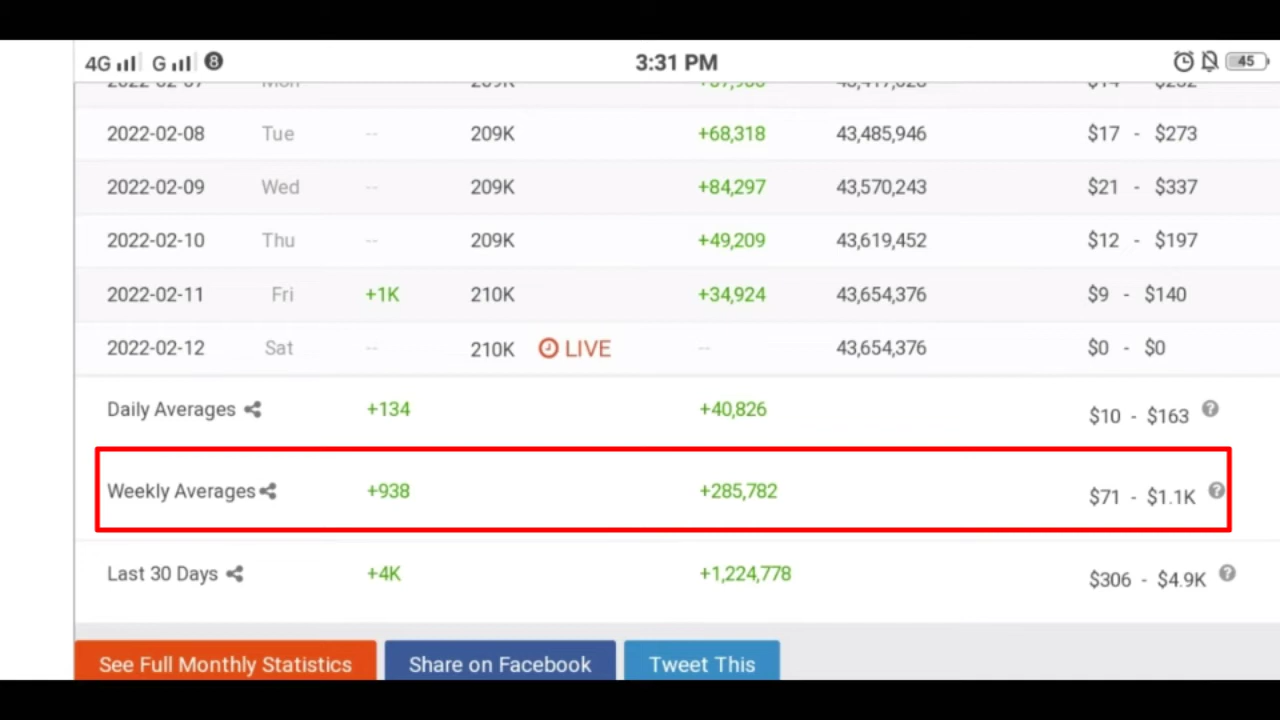 4G G 8 3:31 PM 45
2022-02-08 Tue -- 209K +68,318 43,485,946 $17 - $273
2022-02-09 Wed -- 209K +84,297 43,570,243 $21 - $337
2022-02-10 Thu -- 209K +49,209 43,619,452 $12 - $197
2022-02-11 Fri +1K 210K +34,924 43,654,376 $9 - $140
2022-02-12 Sat -- 210K LIVE -- 43,654,376 $0 - $0
Daily Averages +134 +40,826 $10 - $163 ?
Weekly Averages +938 +285,782 $71 - $1.1K ?
Last 30 Days +4K +1,224,778 $306 - $4.9K ?
See Full Monthly Statistics Share on Facebook Tweet This